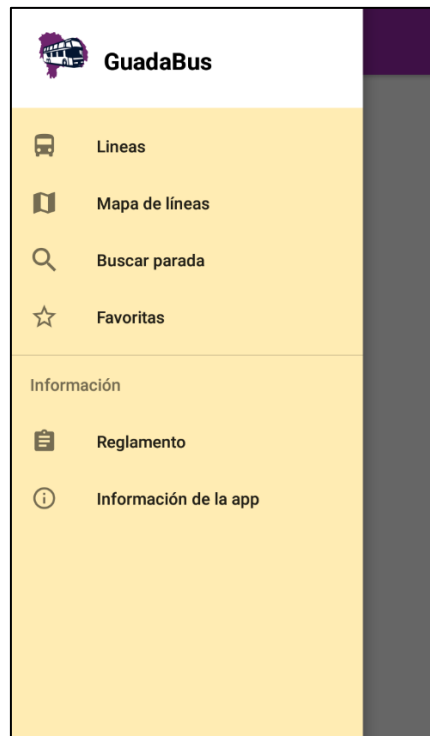 GuadaBus
Lineas
Mapa de líneas
Buscar parada
Favoritas
Información
Reglamento
Información de la app